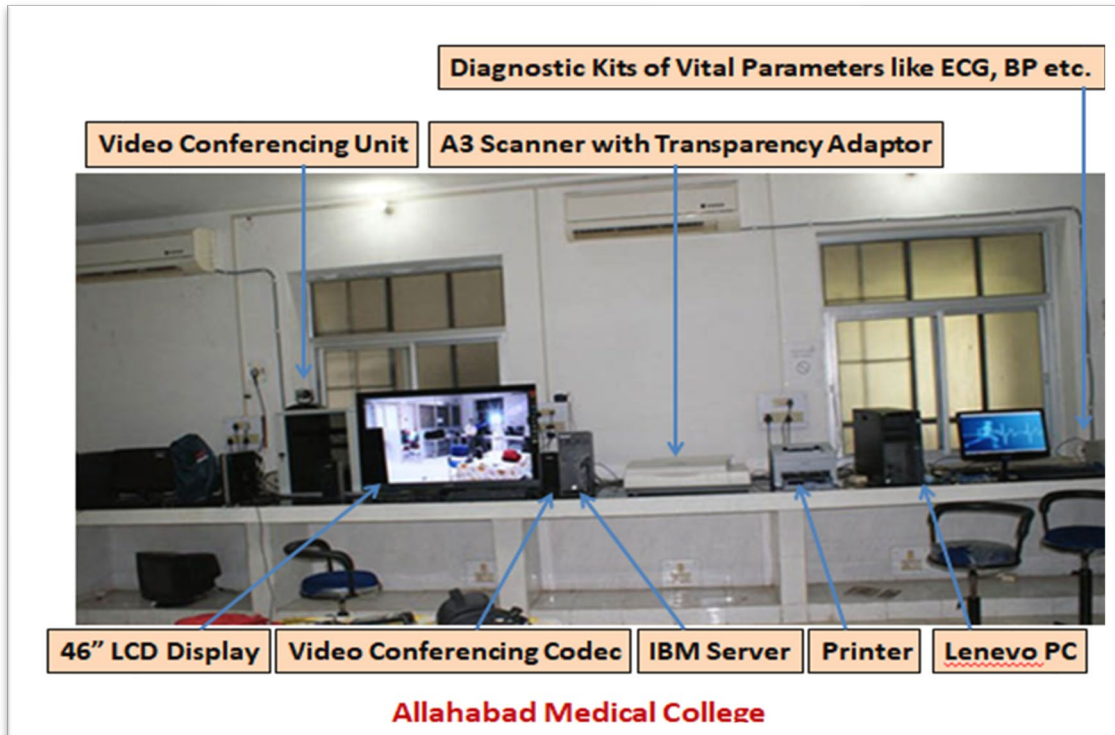 Diagnostic Kits of Vital Parameters like ECG, BP etc.
Video Conferencing Unit
A3 Scanner with Transparency Adaptor
46” LCD Display
Video Conferencing Codec
IBM Server
Printer
Lenevo PC
Allahabad Medical College